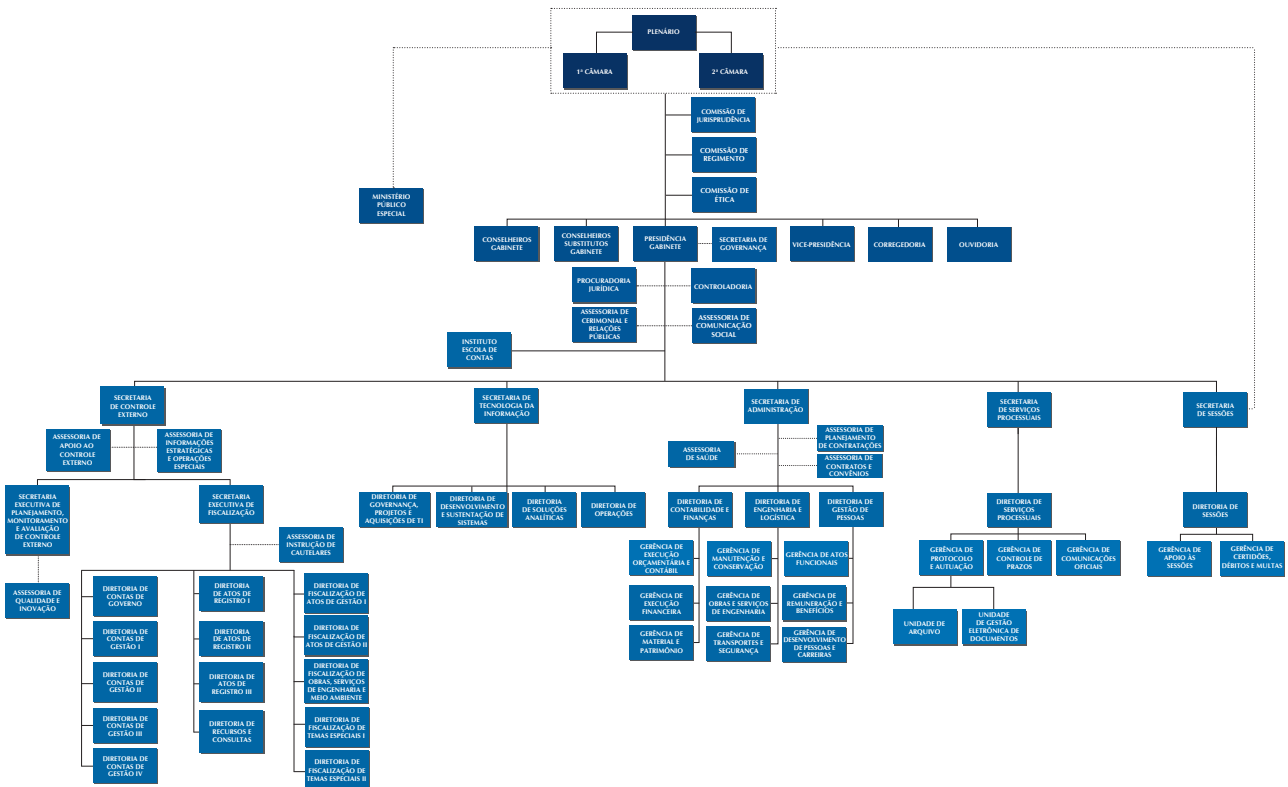 PLENÁRIO
1ª CÂMARA
2ª CÂMARA
COMISSÃO DE
JURISPRUDÊNCIA
COMISSÃO DE
REGIMENTO
COMISSÃO DE
ÉTICA
MINISTÉRIO
PÚBLICO
ESPECIAL
CONSELHEIROS
GABINETE
CONSELHEIROS
SUBSTITUTOS
GABINETE
PRESIDÊNCIA
GABINETE
SECRETARIA DE
GOVERNANÇA
VICE-PRESIDÊNCIA
CORREGEDORIA
OUVIDORIA
PROCURADORIA
JURÍDICA
CONTROLADORIA
ASSESSORIA DE
CERIMONIAL E
RELAÇÕES
PÚBLICAS
ASSESSORIA DE
COMUNICAÇÃO
SOCIAL
INSTITUTO
ESCOLA DE
CONTAS
SECRETARIA
DE CONTROLE
EXTERNO
SECRETARIA DE
TECNOLOGIA DA
INFORMAÇÃO
SECRETARIA DE
ADMINISTRAÇÃO
SECRETARIA
DE SERVIÇOS
PROCESSUAIS
SECRETARIA
DE SESSÕES
ASSESSORIA DE
APOIO AO
CONTROLE
EXTERNO
ASSESSORIA DE
INFORMAÇÕES
ESTRATÉGICAS
E OPERAÇÕES
ESPECIAIS
ASSESSORIA
DE SAÚDE
ASSESSORIA DE
PLANEJAMENTO
DE CONTRATAÇÕES
ASSESSORIA DE
CONTRATOS E
CONVÊNIOS
SECRETARIA
EXECUTIVA DE
PLANEJAMENTO,
MONITORAMENTO
E AVALIAÇÃO
DE CONTROLE
EXTERNO
SECRETARIA
EXECUTIVA DE
FISCALIZAÇÃO
DIRETORIA DE
GOVERNANÇA,
PROJETOS E
AQUISIÇÕES DE TI
DIRETORIA DE
DESENVOLVIMENTO
E SUSTENTAÇÃO DE
SISTEMAS
DIRETORIA
DE SOLUÇÕES
ANALÍTICAS
DIRETORIA DE
OPERAÇÕES
DIRETORIA DE
CONTABILIDADE E
FINANÇAS
DIRETORIA DE
ENGENHARIA E
LOGÍSTICA
DIRETORIA DE
GESTÃO DE
PESSOAS
DIRETORIA DE
SERVIÇOS
PROCESSUAIS
DIRETORIA DE
SESSÕES
ASSESSORIA DE
INSTRUÇÃO DE
CAUTELARES
ASSESSORIA DE
QUALIDADE E
INOVAÇÃO
GERÊNCIA DE
EXECUÇÃO
ORÇAMENTÁRIA E
CONTÁBIL
GERÊNCIA DE
MANUTENÇÃO E
CONSERVAÇÃO
GERÊNCIA DE ATOS
FUNCIONAIS
GERÊNCIA DE
PROTOCOLO
E AUTUAÇÃO
GERÊNCIA DE
CONTROLE DE
PRAZOS
GERÊNCIA DE
COMUNICAÇÕES
OFICIAIS
GERÊNCIA DE
APOIO ÀS
SESSÕES
GERÊNCIA DE
CERTIDÕES,
DÉBITOS E MULTAS
GERÊNCIA DE
EXECUÇÃO
FINANCEIRA
GERÊNCIA DE
OBRAS E SERVIÇOS
DE ENGENHARIA
GERÊNCIA DE
REMUNERAÇÃO E
BENEFÍCIOS
UNIDADE DE
ARQUIVO
UNIDADE
DE GESTÃO
ELETRÔNICA DE
DOCUMENTOS
GERÊNCIA DE
MATERIAL E
PATRIMÔNIO
GERÊNCIA DE
TRANSPORTES E
SEGURANÇA
GERÊNCIA DE
DESENVOLVIMENTO
DE PESSOAS E
CARREIRAS
DIRETORIA DE
CONTAS DE
GOVERNO
DIRETORIA
DE ATOS DE
REGISTRO I
DIRETORIA DE
FISCALIZAÇÃO DE
ATOS DE GESTÃO I
DIRETORIA DE
CONTAS DE
GESTÃO I
DIRETORIA DE
ATOS DE
REGISTRO II
DIRETORIA DE
FISCALIZAÇÃO DE
ATOS DE GESTÃO II
DIRETORIA DE
CONTAS DE
GESTÃO II
DIRETORIA DE
ATOS DE
REGISTRO III
DIRETORIA DE
FISCALIZAÇÃO DE
OBRAS, SERVIÇOS
DE ENGENHARIA E
MEIO AMBIENTE
DIRETORIA DE
CONTAS DE
GESTÃO III
DIRETORIA DE
RECURSOS E
CONSULTAS
DIRETORIA DE
FISCALIZAÇÃO DE
TEMAS ESPECIAIS I
DIRETORIA DE
CONTAS DE
GESTÃO IV
DIRETORIA DE
FISCALIZAÇÃO DE
TEMAS ESPECIAIS II